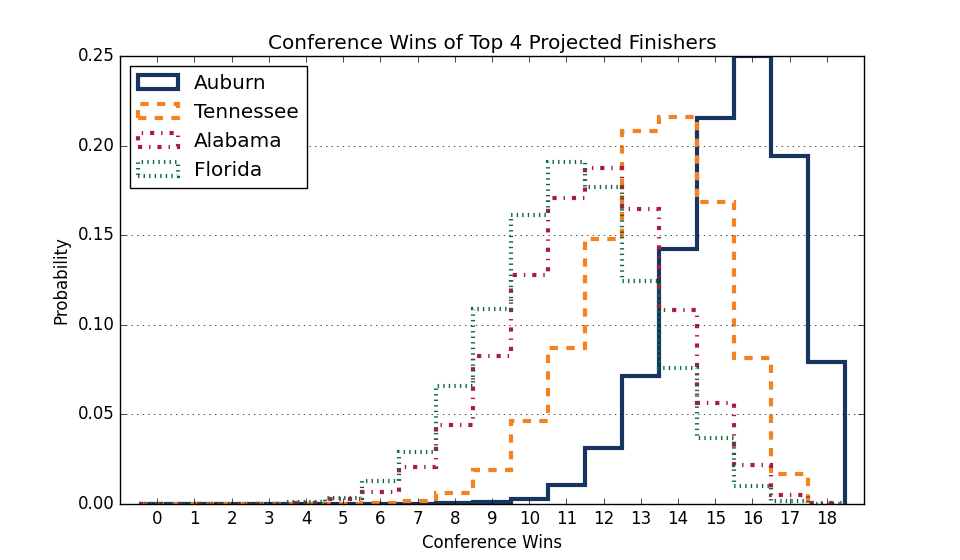 Conference Wins of Top 4 Projected Finishers
0.25
0.20
0.15
0.10
0.05
0.00
Probability
Auburn
Tennessee
Alabama
Florida
0 1 2 3 4 5 6 7 8 9 10 11 12 13 14 15 16 17 18
Conference Wins